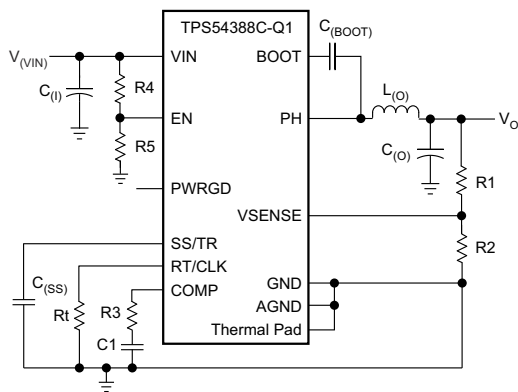 TPS54388C-Q1
V(VIN)
C(I)
R4
R5
VIN
EN
PWRGD
SS/TR
RT/CLK
COMP
BOOT
PH
VSENSE
GND
AGND
Thermal Pad
C(BOOT)
L(O)
VO
C(O)
R1
R2
C(SS)
Rt
R3
C1